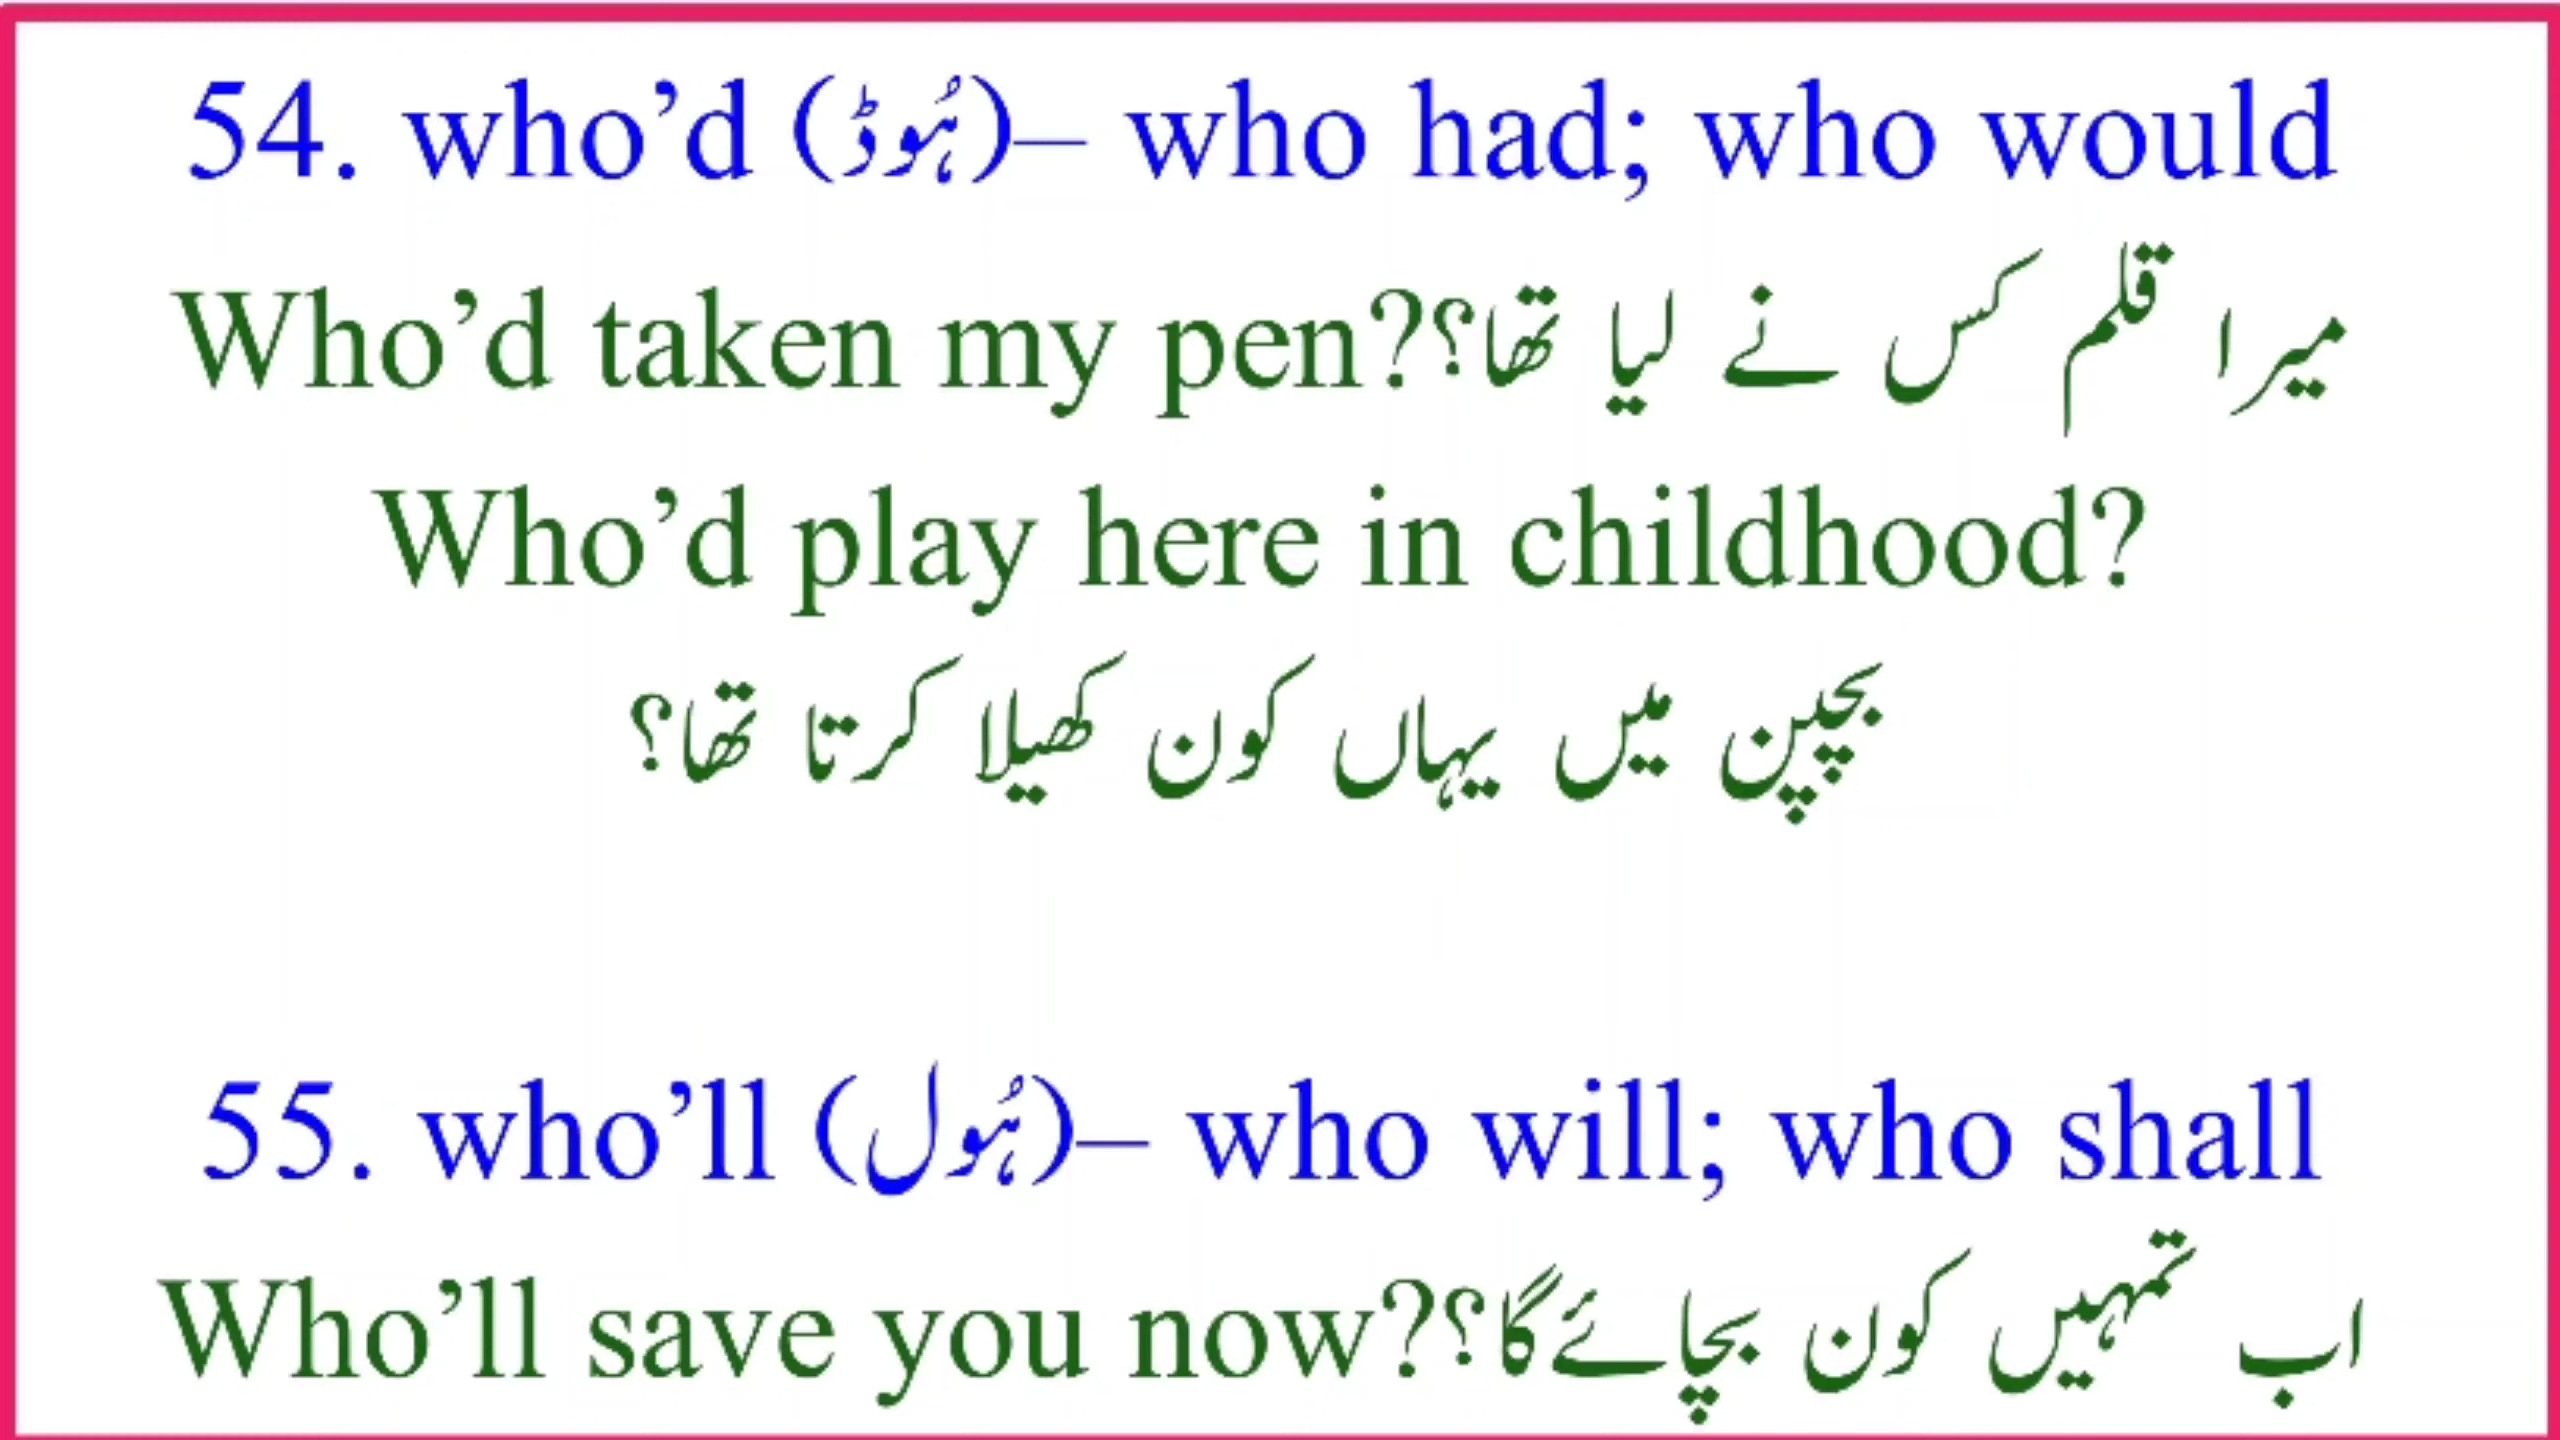 54. who’d (ہُوڈ)– who had; who would
Who’d taken my pen?میرا قلم کس نے لیا تھا؟
Who’d play here in childhood?
بچپن میں یہاں کون کھیلا کرتا تھا؟
55. who’ll (ہُول)– who will; who shall
Who’ll save you now?اب تمہیں کون بچائےگا؟